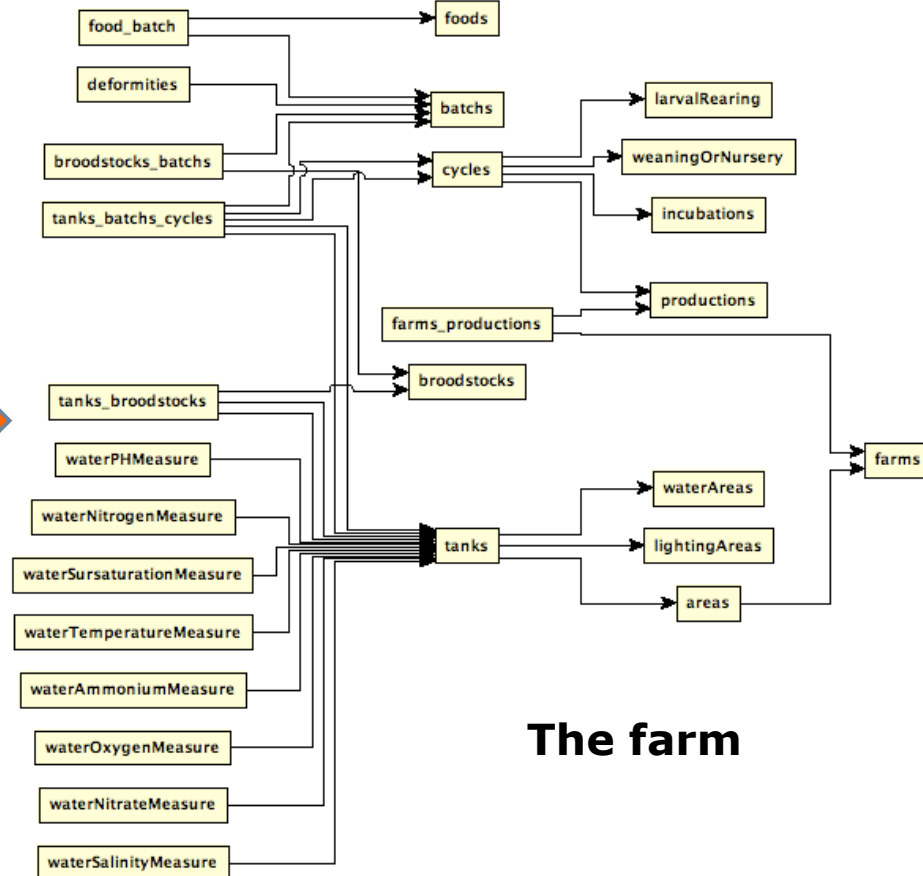 food_batch
foods
deformities
batchs
larvalRearing
broodstocks_batchs
cycles
weaningOrNursery
tanks_batchs_cycles
incubations
productions
farms_productions
broodstocks
tanks_broodstocks
waterPHMeasure
farms
waterAreas
waterNitrogenMeasure
tanks
lightingAreas
waterSursaturationMeasure
areas
waterTemperatureMeasure
waterAmmoniumMeasure
The farm
waterOxygenMeasure
waterNitrateMeasure
waterSalinityMeasure